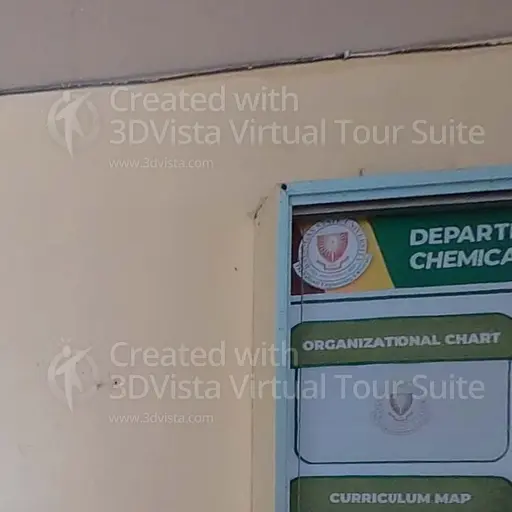 Created with
3DVista Virtual Tour Suite
www.3dvista.com
DEPART
CHEMICA
ORGANIZATIONAL CHART
Created with
3DVista Virtual Tour Suite
www.3dvista.com
CURRICULUM MAP